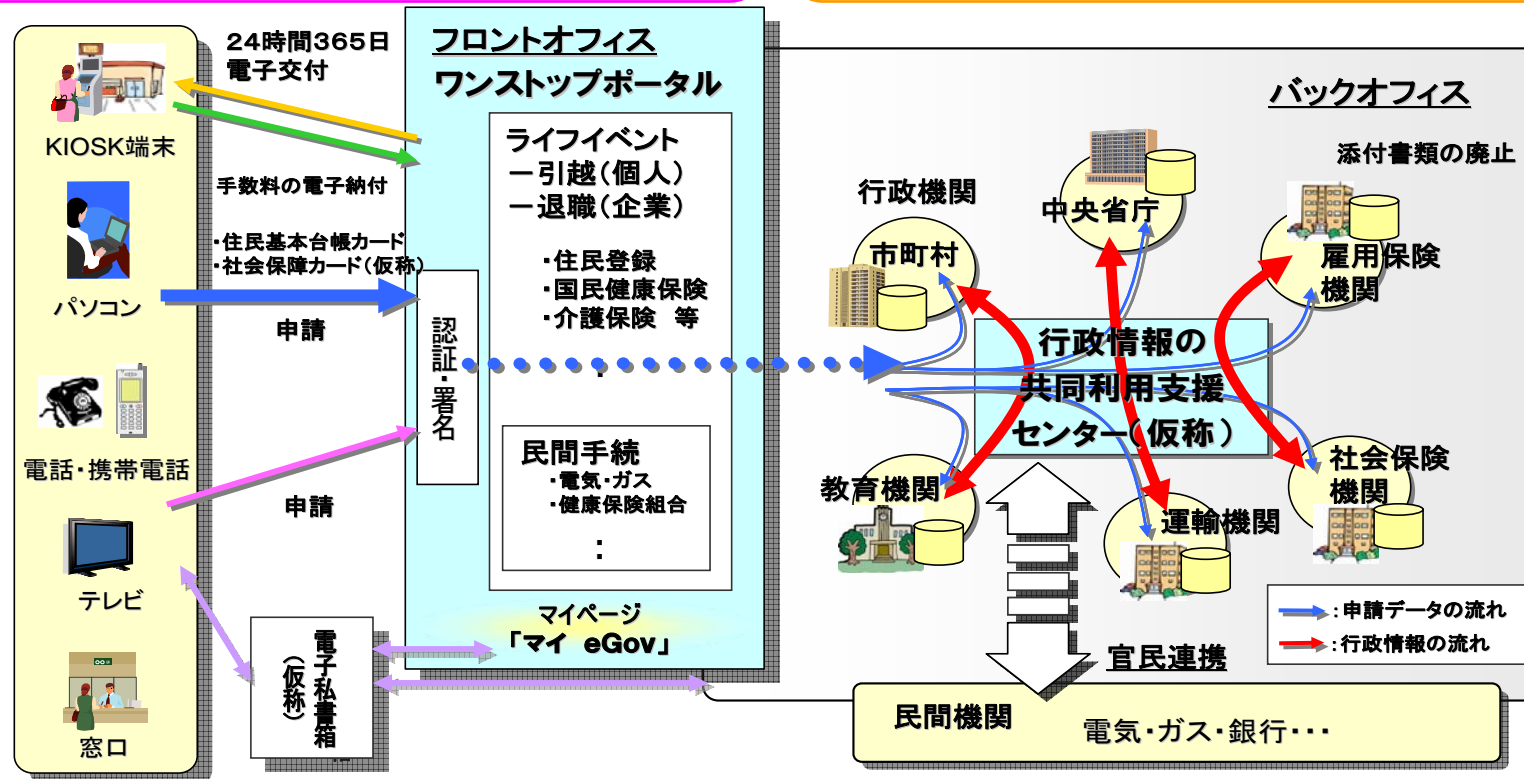 KIOSK端末
パソコン
電話・携帯電話
テレビ
窓口
24時間365日
電子交付
手数料の電子納付
・住民基本台帳カード
・社会保障カード(仮称)
申請
申請
電子私書箱
(仮称)
フロントオフィス
ワンストップポータル
ライフイベント
ー引越(個人)
ー退職(企業)
・住民登録
・国民健康保険
・介護保険 等
:
認証・署名
民間手続
・電気・ガス
・健康保険組合
:
マイページ
「マイ eGov」
バックオフィス
添付書類の廃止
行政機関
市町村
中央省庁
雇用保険
機関
行政情報の
共同利用支援
センター(仮称)
教育機関
運輸機関
社会保険
機関
:申請データの流れ
:行政情報の流れ
官民連携
民間機関
電気・ガス・銀行・・・